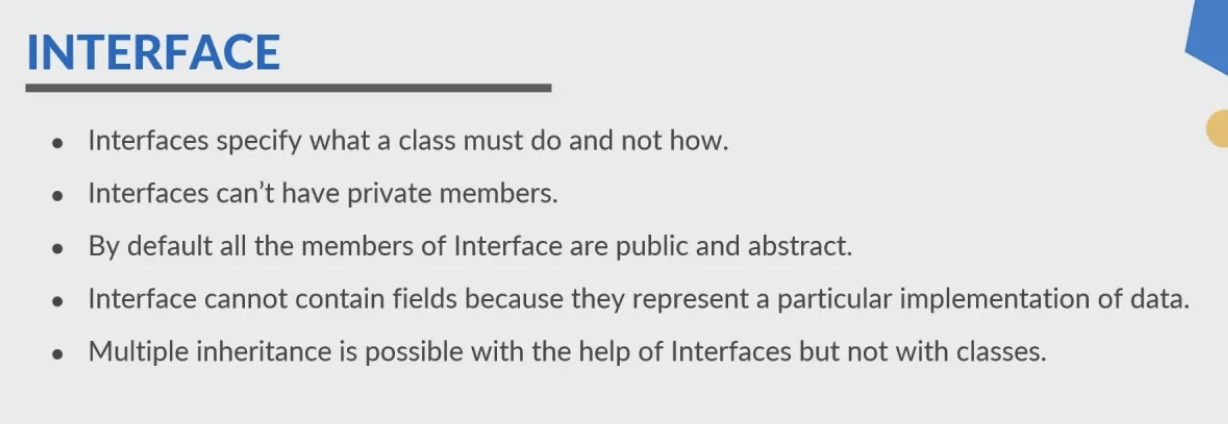 INTERFACE
• Interfaces specify what a class must do and not how.
• Interfaces can’t have private members.
• By default all the members of Interface are public and abstract.
• Interface cannot contain fields because they represent a particular implementation of data.
• Multiple inheritance is possible with the help of Interfaces but not with classes.